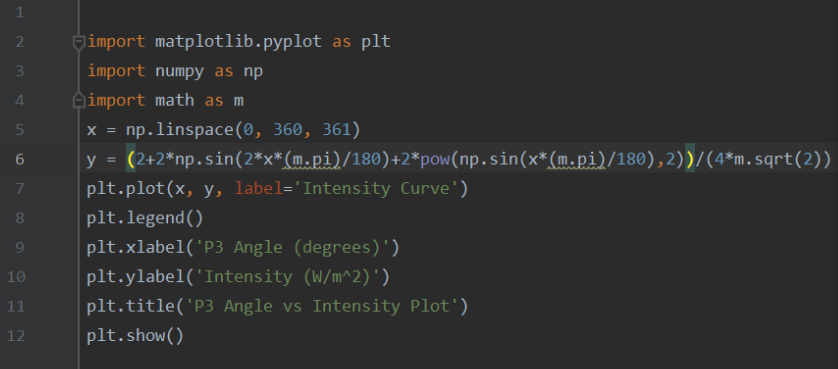 1
2 import matplotlib.pyplot as plt
3 import numpy as np
4 import math as m
5 x = np.linspace(0, 360, 361)
6 y = (2+2*np.sin(2*x*(m.pi)/180)+2*pow(np.sin(x*(m.pi)/180),2))/(4*m.sqrt(2))
7 plt.plot(x, y, label='Intensity Curve')
8 plt.legend()
9 plt.xlabel('P3 Angle (degrees)')
10 plt.ylabel('Intensity (W/m^2)')
11 plt.title('P3 Angle vs Intensity Plot')
12 plt.show()